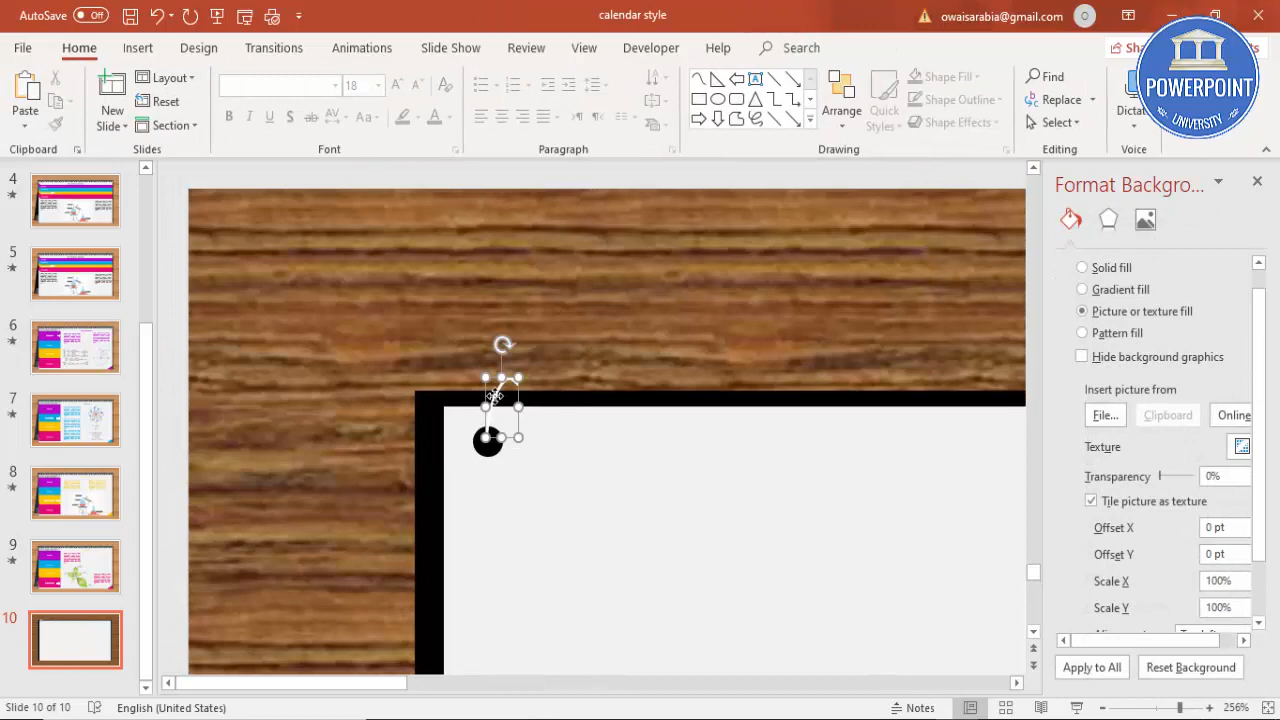 AutoSave Off calendar style owaisarabia@gmail.com O
File Home Insert Design Transitions Animations Slide Show Review View Developer Help Search
Paste
Clipboard
New Slide
Layout
Reset
Section
Slides
18
B I U S ab AV Aa A
Font
Paragraph
Arrange
Quick Styles
Shape Fill
Shape Outline
Shape Effects
Drawing
Find
Replace
Select
Editing
Dictat
Voice
POWERPOINT
UNIVERSITY
4
5
6
7
8
9
10
Format Backgro...
Solid fill
Gradient fill
Picture or texture fill
Pattern fill
Hide background graphics
Insert picture from
File... Clipboard Online
Texture
Transparency 0%
Tile picture as texture
Offset X 0 pt
Offset Y 0 pt
Scale X 100%
Scale Y 100%
Apply to All Reset Background
Slide 10 of 10 English (United States) Notes 256%